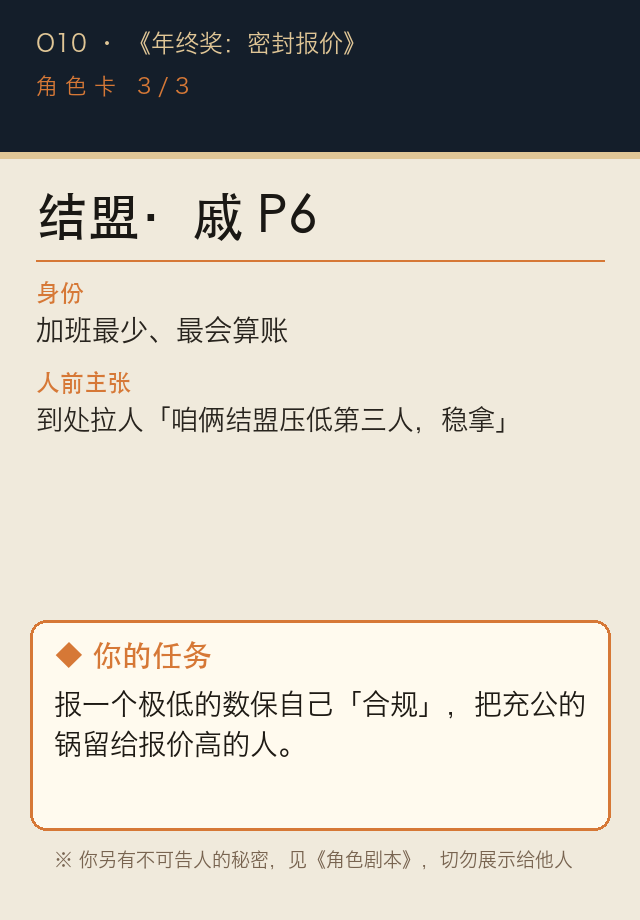 010 · 《年终奖：密封报价》
角色卡 3/3
结盟· 戚 P6
身份
加班最少、最会算账
人前主张
到处拉人「咱俩结盟压低第三人，稳拿」
◆ 你的任务
报一个极低的数保自己「合规」，把充公的
锅留给报价高的人。
※ 你另有不可告人的秘密，见《角色剧本》，切勿展示给他人